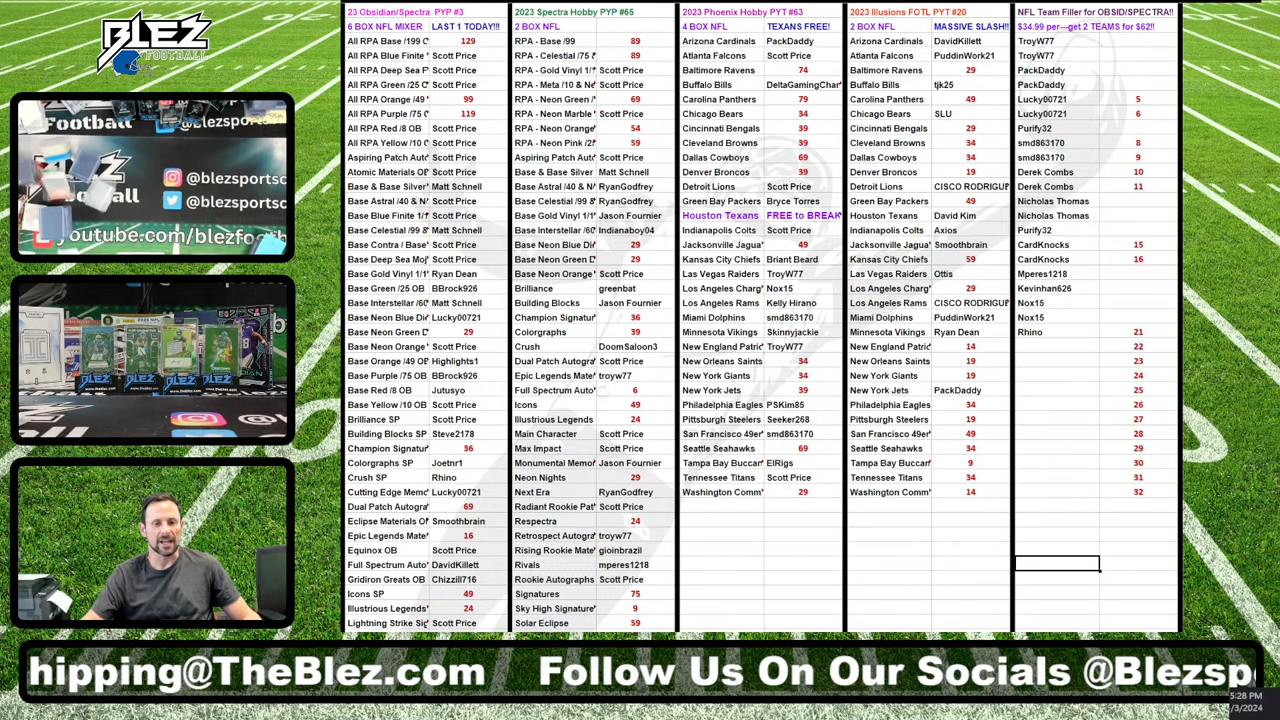 BLEZ
FOOTBALL
Football
@blezsports
@blezsportsc
@blezsportsc
ball
youtube.com/blezfootb
BLEZ
BLEZ
BLEZ
23 Obsidian/Spectra PYP #3
6 BOX NFL MIXER LAST 1 TODAY!!!
All RPA Base /199 C 129
All RPA Blue Finite Scott Price
All RPA Deep Sea F Scott Price
All RPA Green /25 C Scott Price
All RPA Orange /49 99
All RPA Purple /75 119
All RPA Red /8 OB Scott Price
All RPA Yellow /10 C Scott Price
Aspiring Patch Auto Scott Price
Atomic Materials OB Scott Price
Base & Base Silver Matt Schnell
Base Astral /40 & N Scott Price
Base Blue Finite 1/ Scott Price
Base Celestial /99 & Matt Schnell
Base Contra / Base Scott Price
Base Deep Sea Moj Scott Price
Base Gold Vinyl 1/1 Ryan Dean
Base Green /25 OB BBrock926
Base Interstellar /60 Matt Schnell
Base Neon Blue Di Lucky00721
Base Neon Green D 29
Base Neon Orange Scott Price
Base Orange /49 OB Highlights1
Base Purple /75 OB BBrock926
Base Red /8 OB Jutusyo
Base Yellow /10 OB Scott Price
Brilliance SP Scott Price
Building Blocks SP Steve2178
Champion Signatur 36
Colorgraphs SP Joetnr1
Crush SP Rhino
Cutting Edge Memo Lucky00721
Dual Patch Autogra 69
Eclipse Materials O Smoothbrain
Epic Legends Mate 16
Equinox OB Scott Price
Full Spectrum Auto DavidKillett
Gridiron Greats OB Chizzill716
Icons SP 49
Illustrious Legends 24
Lightning Strike Sig Scott Price
2023 Spectra Hobby PYP #65
2 BOX NFL
RPA - Base /99 89
RPA - Celestial /75 & 89
RPA - Gold Vinyl 1/ Scott Price
RPA - Meta /10 & Ne Scott Price
RPA - Neon Green / 69
RPA - Neon Marble Scott Price
RPA - Neon Orange 54
RPA - Neon Pink /2 59
Aspiring Patch Auto Scott Price
Base & Base Silver Matt Schnell
Base Astral /40 & N RyanGodfrey
Base Celestial /99 & RyanGodfrey
Base Gold Vinyl 1/1 Jason Fournier
Base Interstellar /60 Indianaboy04
Base Neon Blue Di 29
Base Neon Green D 29
Base Neon Orange Scott Price
Brilliance greenbat
Building Blocks Jason Fournier
Champion Signatur 36
Colorgraphs 39
Crush DoomSaloon3
Dual Patch Autogra Scott Price
Epic Legends Mate troyw77
Full Spectrum Auto 6
Icons 49
Illustrious Legends 24
Main Character Scott Price
Max Impact Scott Price
Monumental Memo Jason Fournier
Neon Nights 29
Next Era RyanGodfrey
Radiant Rookie Pat Scott Price
Respectra 24
Retrospect Autogra troyw77
Rising Rookie Mate gioinbrazil
Rivals mperes1218
Rookie Autographs Scott Price
Signatures 75
Sky High Signature 9
Solar Eclipse 59
2023 Phoenix Hobby PYT #63
4 BOX NFL TEXANS FREE!
Arizona Cardinals PackDaddy
Atlanta Falcons Scott Price
Baltimore Ravens 74
Buffalo Bills DeltaGamingChar
Carolina Panthers 79
Chicago Bears 34
Cincinnati Bengals 39
Cleveland Browns 39
Dallas Cowboys 69
Denver Broncos 39
Detroit Lions Scott Price
Green Bay Packers Bryce Torres
Houston Texans FREE to BREAK
Indianapolis Colts Scott Price
Jacksonville Jagua 49
Kansas City Chiefs Briant Beard
Las Vegas Raiders TroyW77
Los Angeles Charg Nox15
Los Angeles Rams Kelly Hirano
Miami Dolphins smd863170
Minnesota Vikings Skinnyjackie
New England Patric TroyW77
New Orleans Saints 34
New York Giants 34
New York Jets 39
Philadelphia Eagles PSKim85
Pittsburgh Steelers Seeker268
San Francisco 49er smd863170
Seattle Seahawks 69
Tampa Bay Buccan ElRigs
Tennessee Titans Scott Price
Washington Comm 29
2023 Illusions FOTL PYT #20
2 BOX NFL MASSIVE SLASH!!
Arizona Cardinals DavidKillett
Atlanta Falcons PuddinWork21
Baltimore Ravens 29
Buffalo Bills tjk25
Carolina Panthers 49
Chicago Bears SLU
Cincinnati Bengals 29
Cleveland Browns 34
Dallas Cowboys 34
Denver Broncos 19
Detroit Lions CISCO RODRIGU
Green Bay Packers 49
Houston Texans David Kim
Indianapolis Colts Axios
Jacksonville Jagua Smoothbrain
Kansas City Chiefs 59
Las Vegas Raiders Ottis
Los Angeles Charg 29
Los Angeles Rams CISCO RODRIGU
Miami Dolphins PuddinWork21
Minnesota Vikings Ryan Dean
New England Patric 14
New Orleans Saints 19
New York Giants 19
New York Jets PackDaddy
Philadelphia Eagles 34
Pittsburgh Steelers 19
San Francisco 49er 49
Seattle Seahawks 34
Tampa Bay Buccan 9
Tennessee Titans 34
Washington Comm 14
NFL Team Filler for OBSID/SPECTRA!!
$34.99 per---get 2 TEAMS for $62!!
TroyW77
TroyW77
PackDaddy
PackDaddy
Lucky00721 5
Lucky00721 6
Purify32
smd863170 8
smd863170 9
Derek Combs 10
Derek Combs 11
Nicholas Thomas
Nicholas Thomas
Purify32
CardKnocks 15
CardKnocks 16
Mperes1218
Kevinhan626
Nox15
Nox15
Rhino 21
22
23
24
25
26
27
28
29
30
31
32
hipping@TheBlez.com Follow Us On Our Socials @Blezsp
5:28 PM
/3/2024